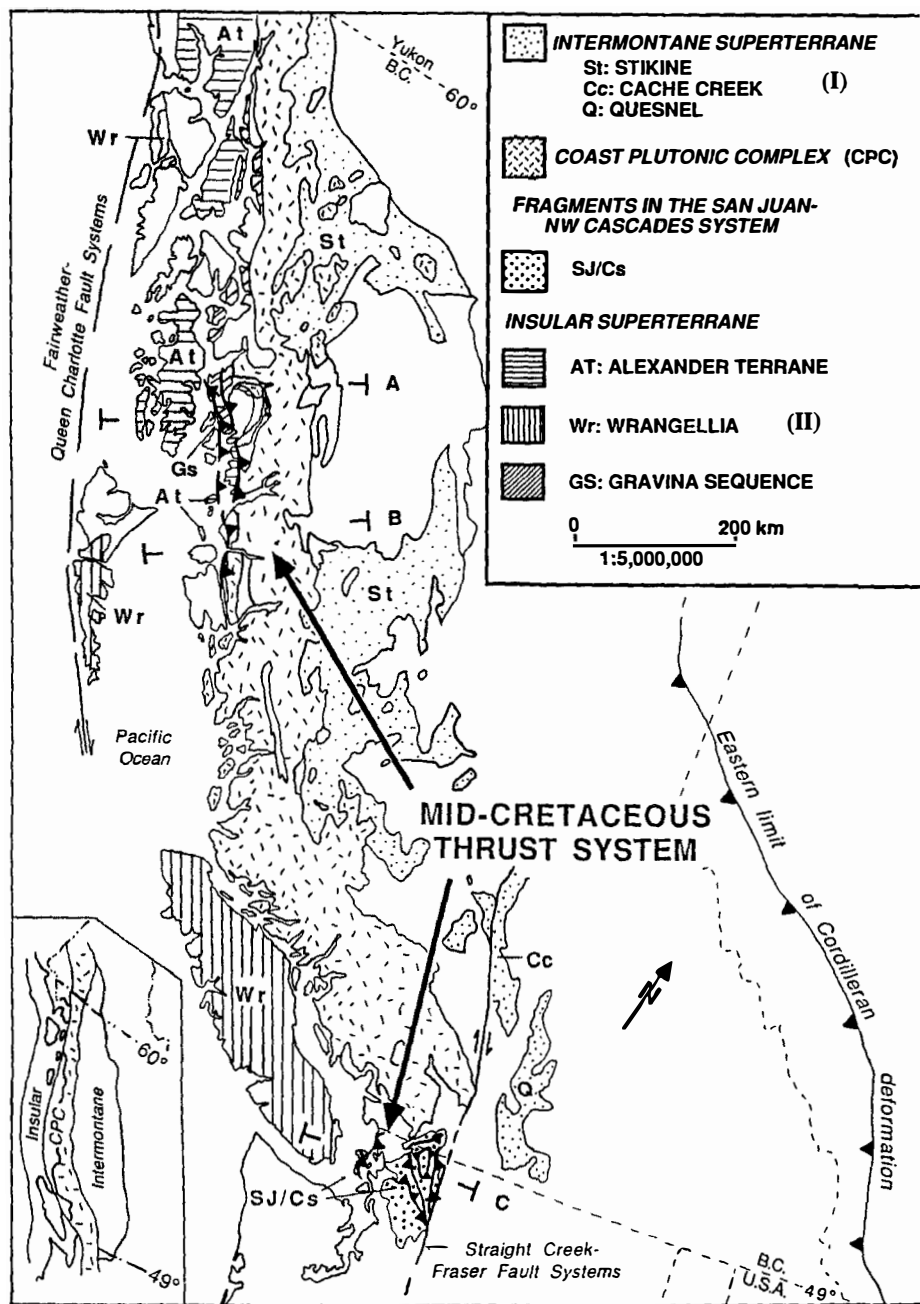 At
Yukon
B.C.
60°
Wr
Fairweather-
Queen Charlotte Fault Systems
St
At
A
Gs
At
B
St
Wr
Pacific
Ocean
MID-CRETACEOUS
THRUST SYSTEM
Eastern limit
of Cordilleran
deformation
Wr
Cc
N
Q
SJ/Cs
C
Straight Creek-
Fraser Fault Systems
B.C.
U.S.A.
49°
INTERMONTANE SUPERTERRANE
St: STIKINE
Cc: CACHE CREEK (I)
Q: QUESNEL
COAST PLUTONIC COMPLEX (CPC)
FRAGMENTS IN THE SAN JUAN-
NW CASCADES SYSTEM
SJ/Cs
INSULAR SUPERTERRANE
AT: ALEXANDER TERRANE
Wr: WRANGELLIA (II)
GS: GRAVINA SEQUENCE
0 200 km
1:5,000,000
60°
Insular
CPC
Intermontane
49°